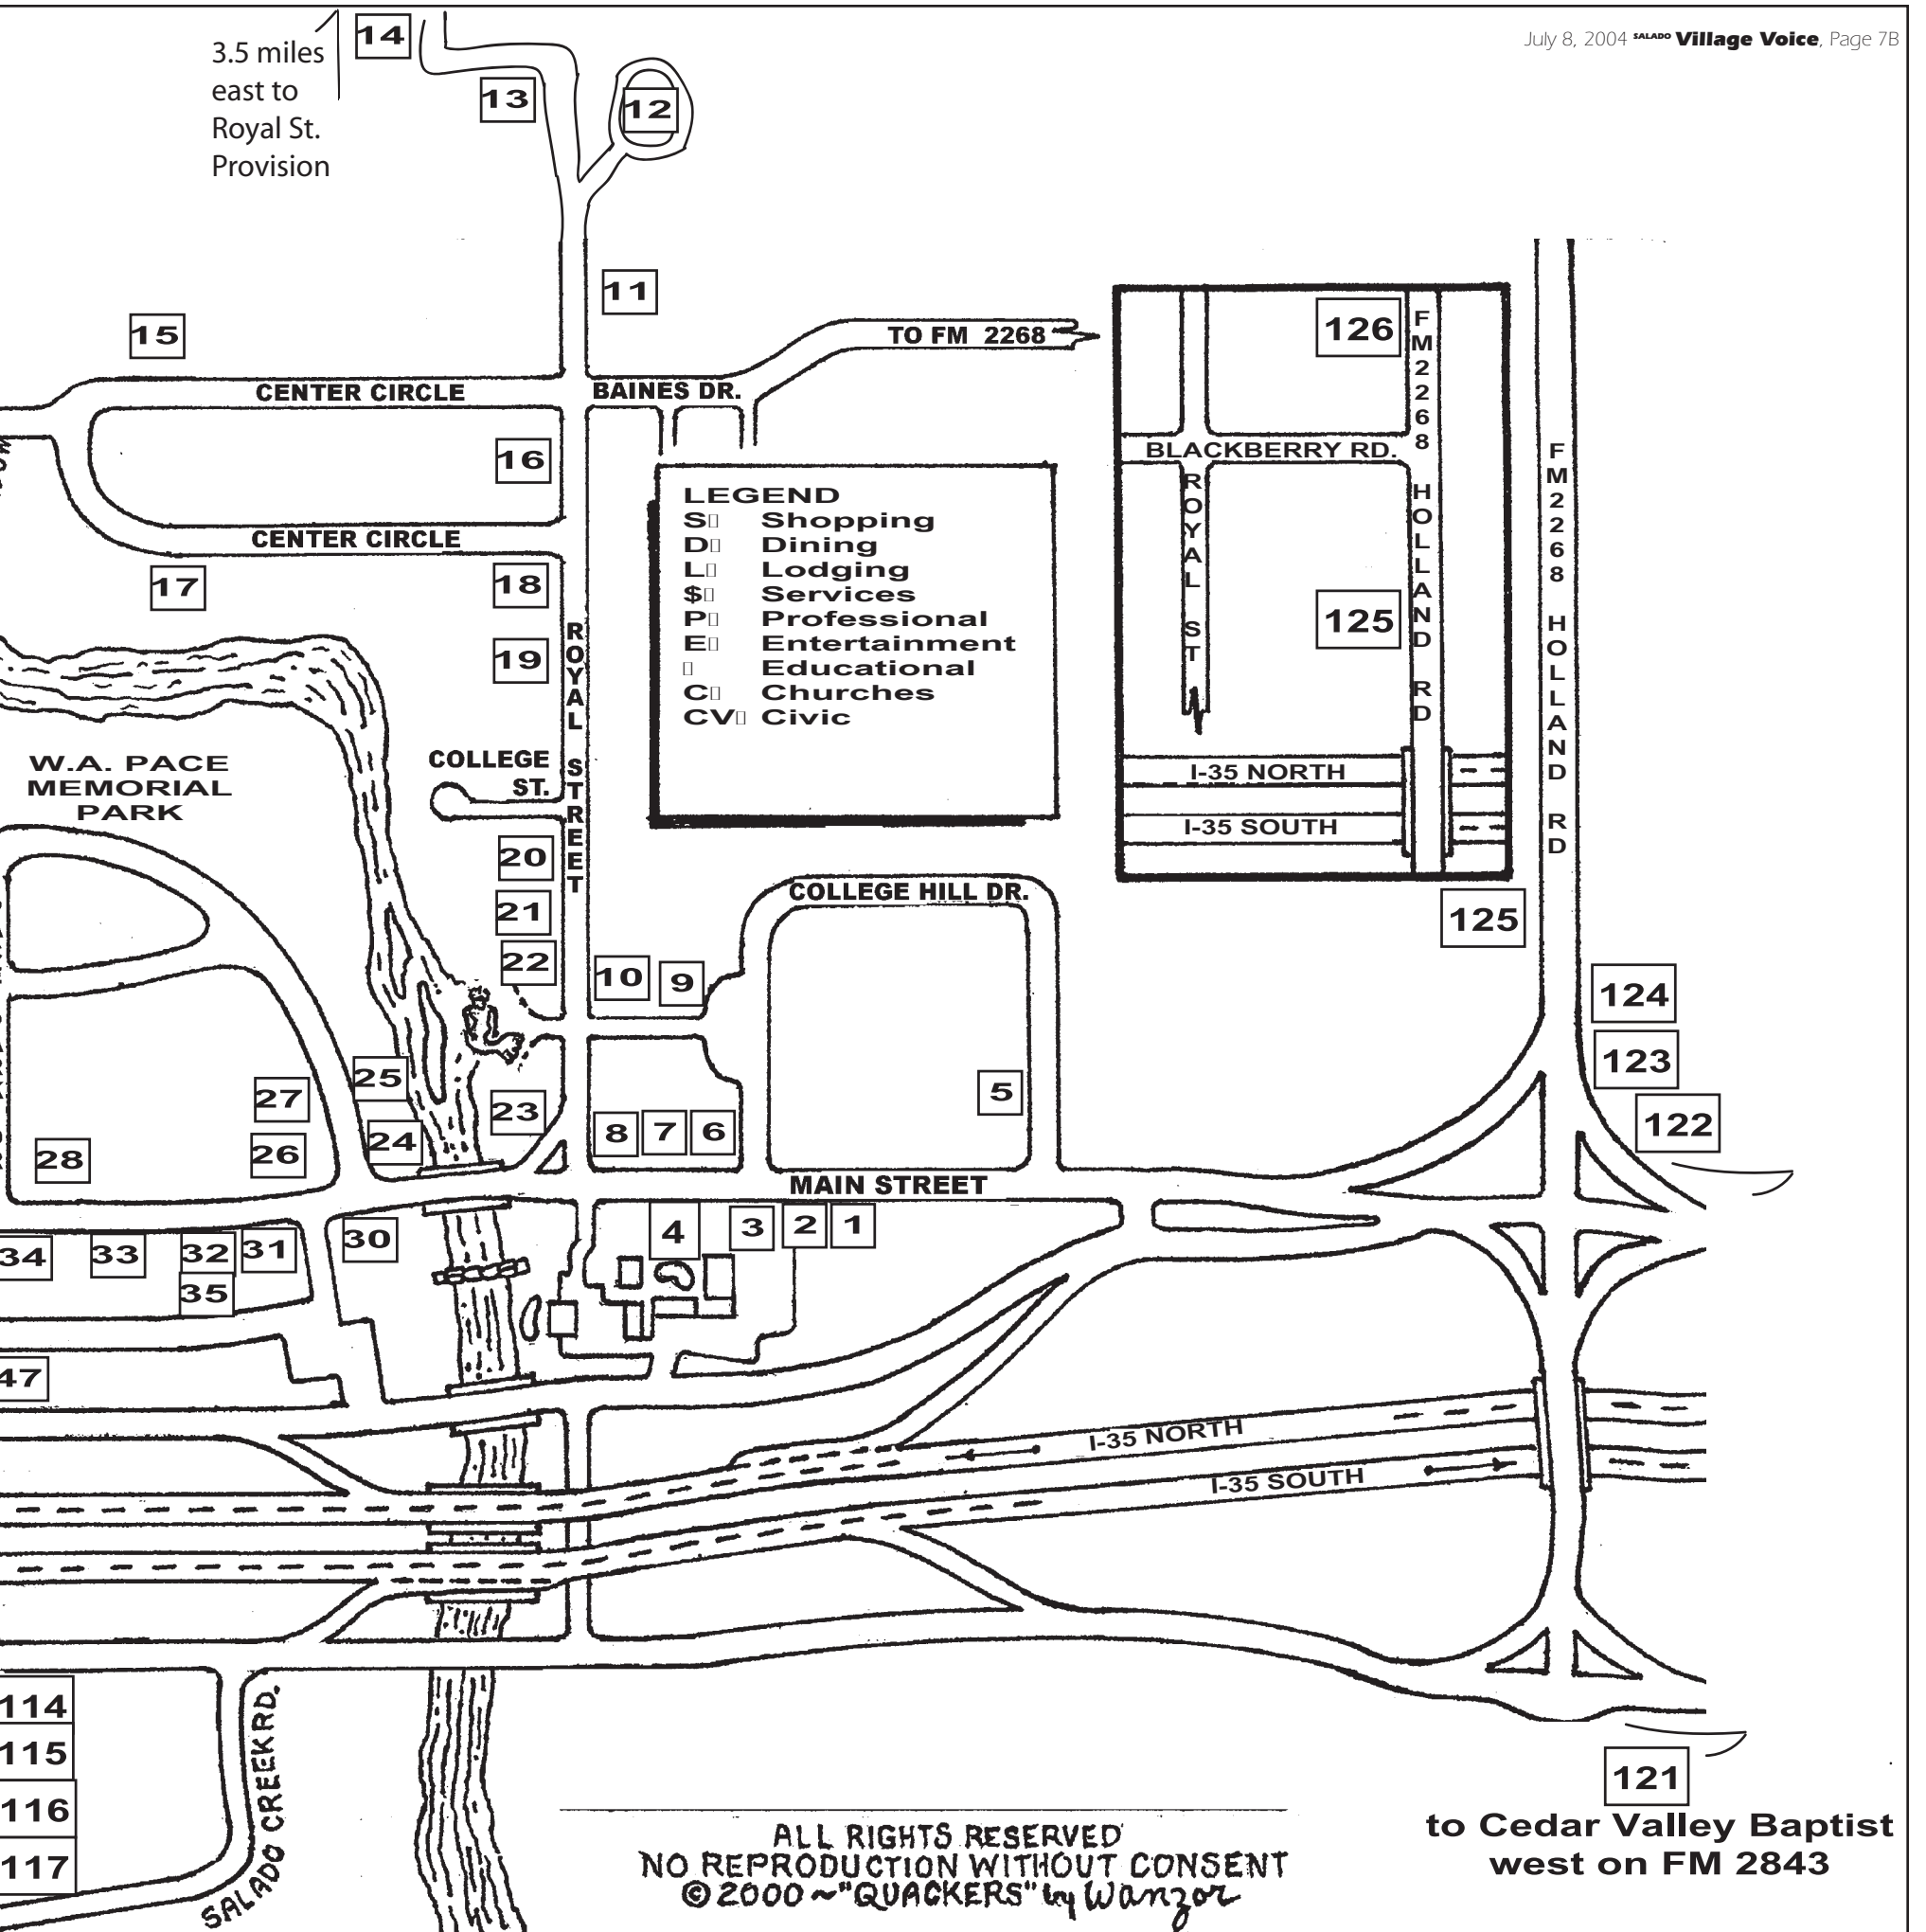 July 8, 2004 SALADO Village Voice, Page 7B
3.5 miles
east to
Royal St.
Provision
14
13
12
11
15
TO FM 2268
CENTER CIRCLE
BAINES DR.
16
CENTER CIRCLE
17
18
19
ROYAL STREET
LEGEND
S Shopping
D Dining
L Lodging
$ Services
P Professional
E Entertainment
Educational
C Churches
CV Civic
126
FM2268 HOLLAND RD
BLACKBERRY RD.
ROYAL ST
125
I-35 NORTH
I-35 SOUTH
FM2268 HOLLAND RD
W.A. PACE
MEMORIAL
PARK
COLLEGE
ST.
20
21
22
COLLEGE HILL DR.
10
9
125
124
123
122
5
25
27
23
24
26
28
8
7
6
MAIN STREET
4
3
2
1
30
31
32
33
34
35
47
I-35 NORTH
I-35 SOUTH
114
115
116
117
SALADO CREEK RD.
121
to Cedar Valley Baptist
west on FM 2843
ALL RIGHTS RESERVED
NO REPRODUCTION WITHOUT CONSENT
© 2000 ~ "QUACKERS" by Wanzor